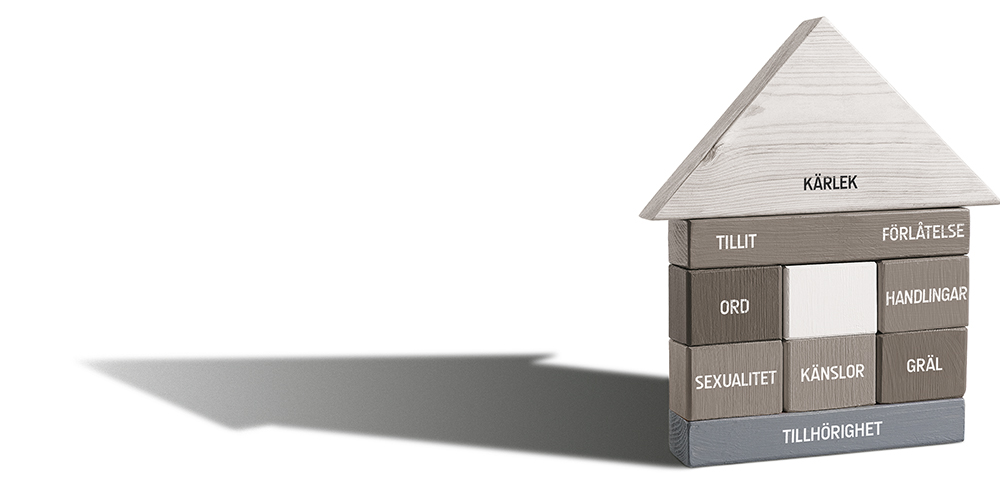 KÄRLEK
TILLIT FÖRLÅTELSE
ORD HANDLINGAR
SEXUALITET KÄNSLOR GRÄL
TILLHÖRIGHET